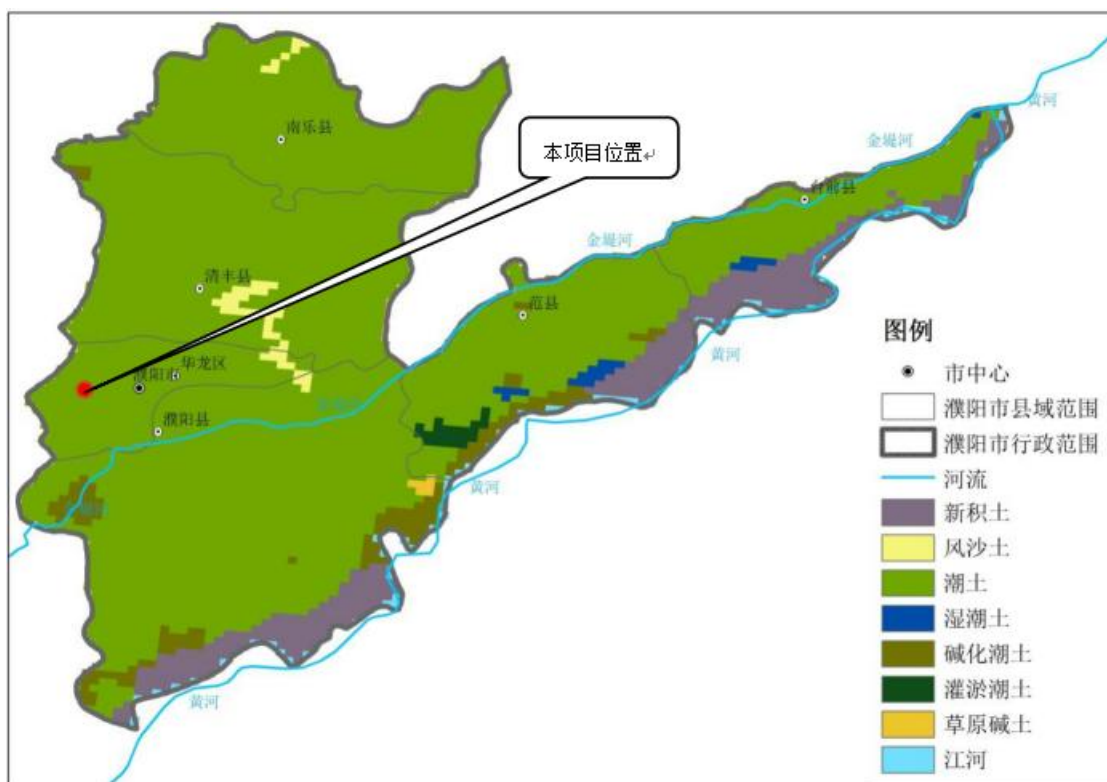 南乐县
本项目位置
黄河
金堤河
台前县
金堤河
清丰县
范县
黄河
华龙区
濮阳市
濮阳县
黄河
黄河
图例
市中心
濮阳市县域范围
濮阳市行政范围
河流
新积土
风沙土
潮土
湿潮土
碱化潮土
灌淤潮土
草原碱土
江河